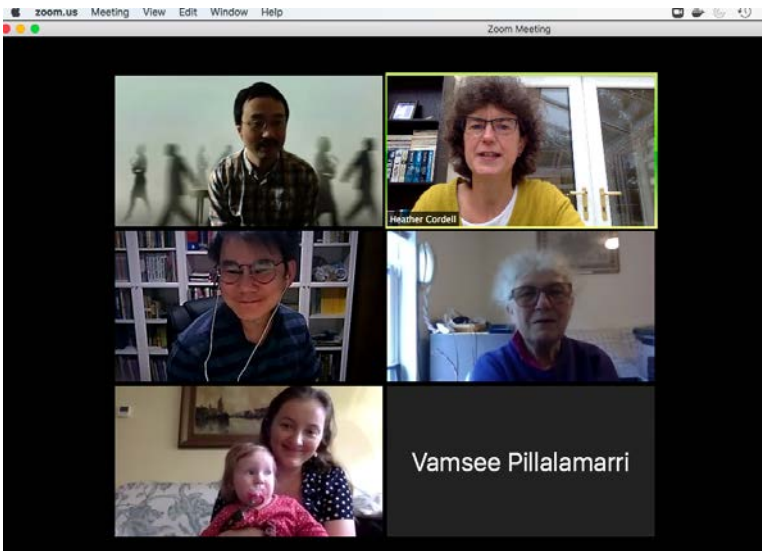 zoom.us Meeting View Edit Window Help
Zoom Meeting
Heather Cordell
Vamsee Pillalamarri